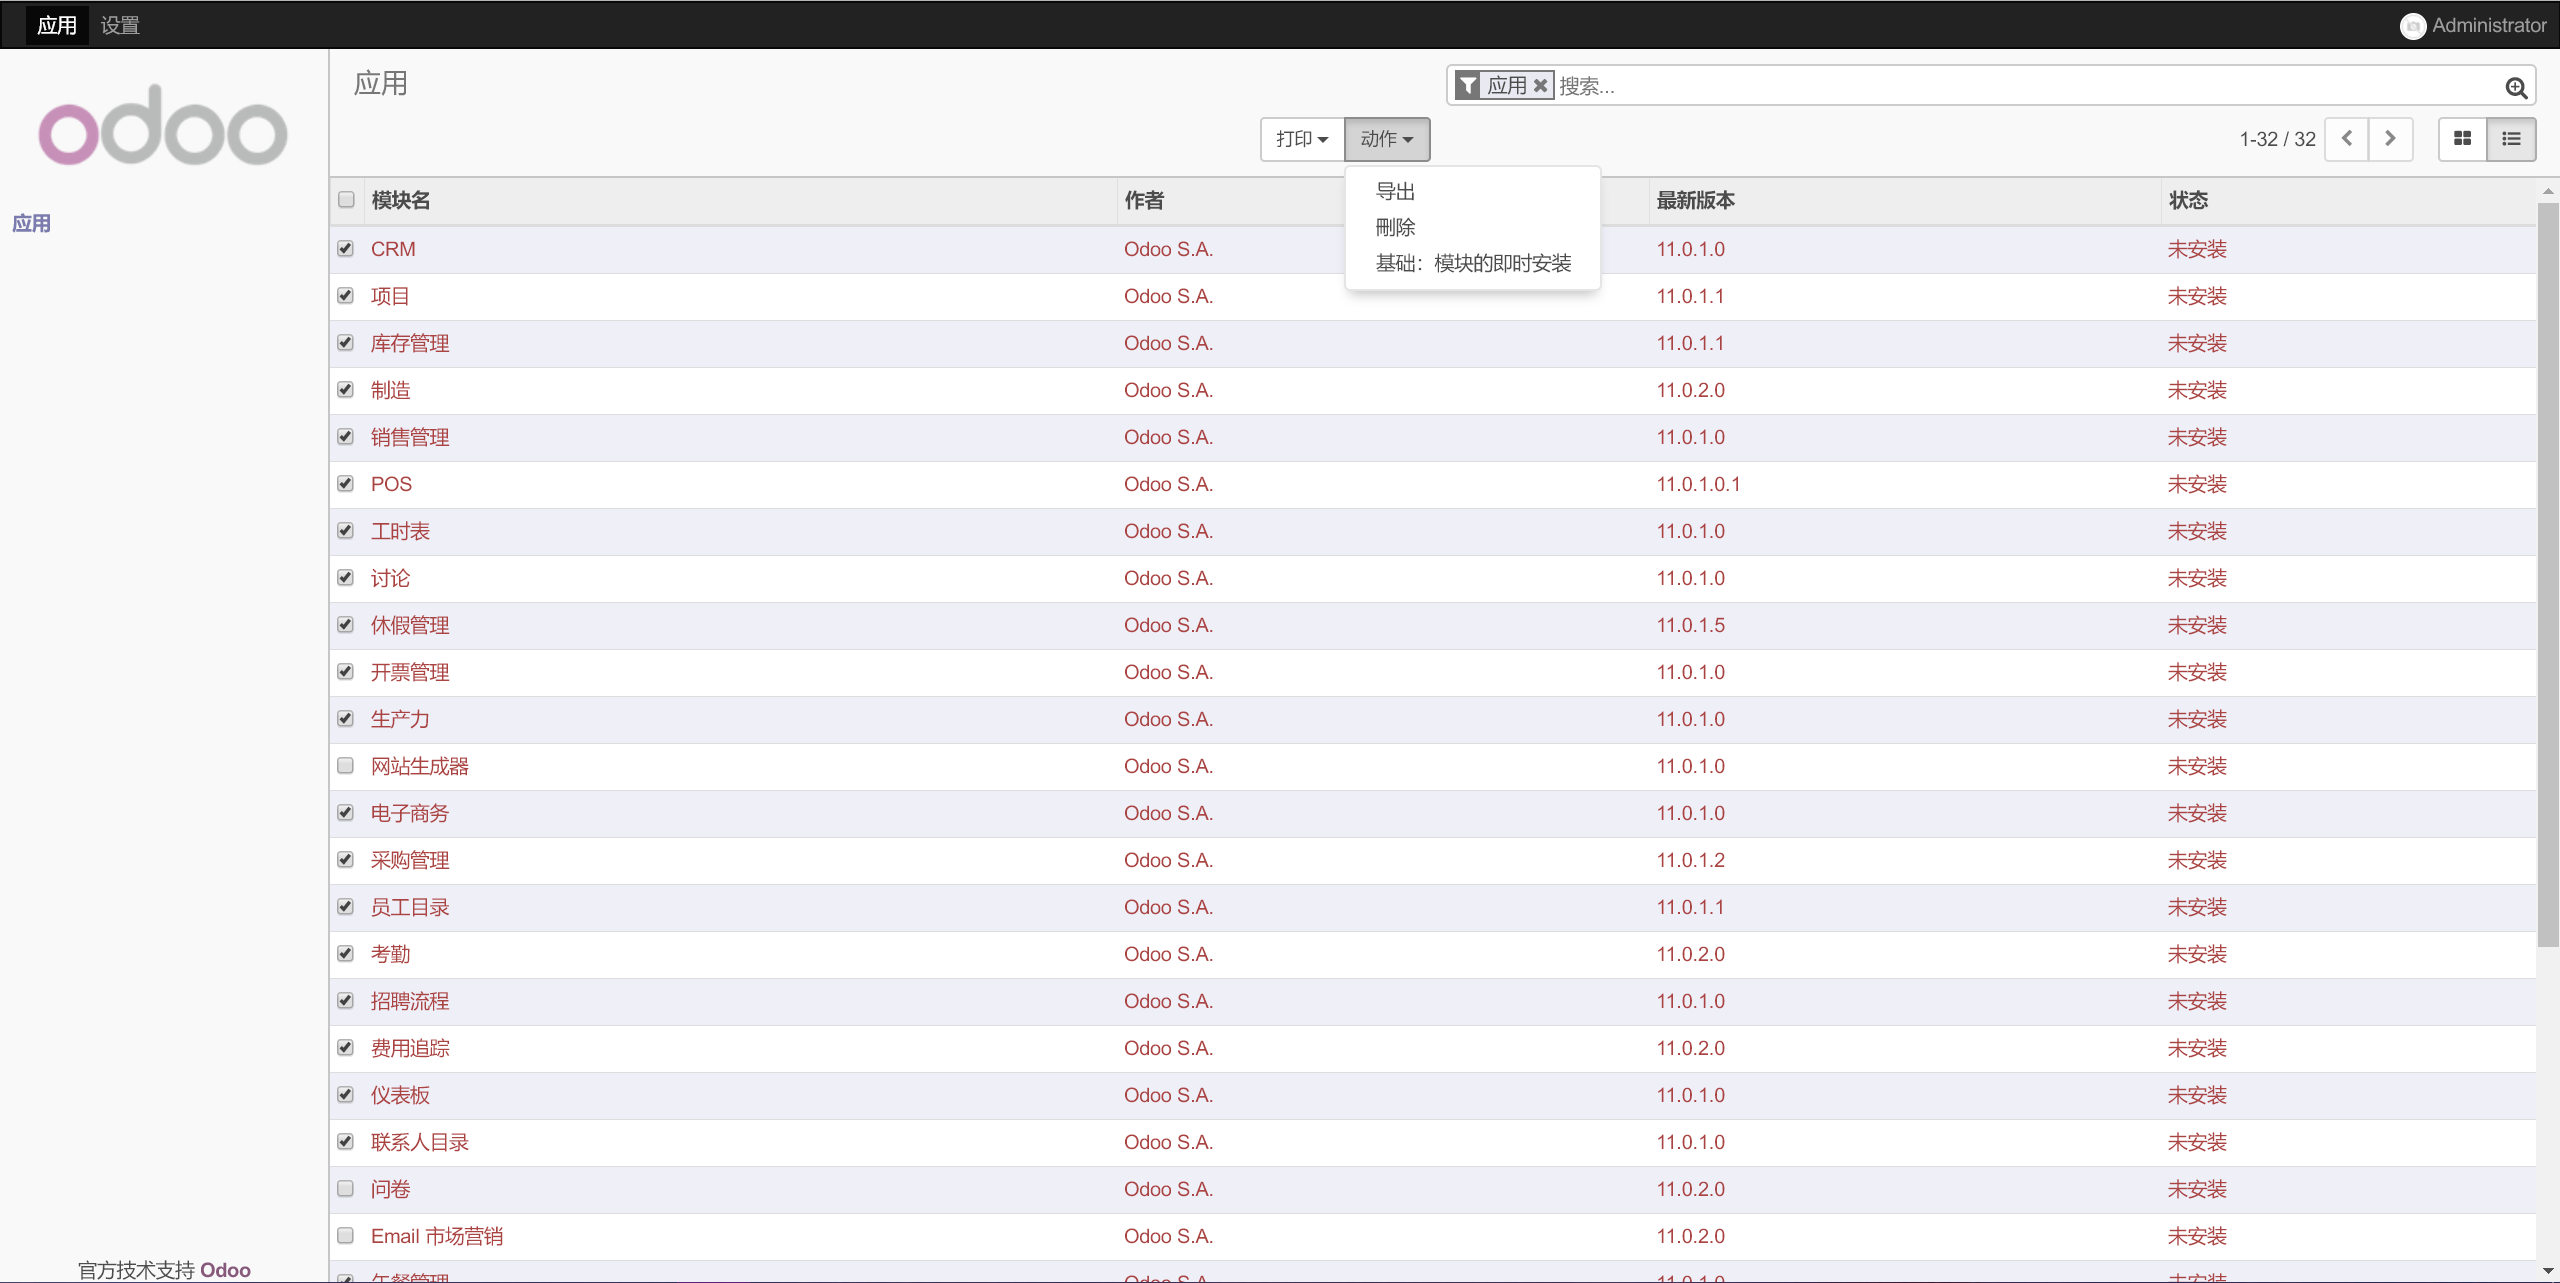 应用 设置 Administrator
odoo
应用
应用 搜索...
打印 动作 1-32 / 32
导出
刪除
基础：模块的即时安装
应用
模块名 作者 最新版本 状态
CRM Odoo S.A. 11.0.1.0 未安装
项目 Odoo S.A. 11.0.1.1 未安装
库存管理 Odoo S.A. 11.0.1.1 未安装
制造 Odoo S.A. 11.0.2.0 未安装
销售管理 Odoo S.A. 11.0.1.0 未安装
POS Odoo S.A. 11.0.1.0.1 未安装
工时表 Odoo S.A. 11.0.1.0 未安装
讨论 Odoo S.A. 11.0.1.0 未安装
休假管理 Odoo S.A. 11.0.1.5 未安装
开票管理 Odoo S.A. 11.0.1.0 未安装
生产力 Odoo S.A. 11.0.1.0 未安装
网站生成器 Odoo S.A. 11.0.1.0 未安装
电子商务 Odoo S.A. 11.0.1.0 未安装
采购管理 Odoo S.A. 11.0.1.2 未安装
员工目录 Odoo S.A. 11.0.1.1 未安装
考勤 Odoo S.A. 11.0.2.0 未安装
招聘流程 Odoo S.A. 11.0.1.0 未安装
费用追踪 Odoo S.A. 11.0.2.0 未安装
仪表板 Odoo S.A. 11.0.1.0 未安装
联系人目录 Odoo S.A. 11.0.1.0 未安装
问卷 Odoo S.A. 11.0.2.0 未安装
Email 市场营销 Odoo S.A. 11.0.2.0 未安装
午餐管理 Odoo S.A. 11.0.1.0 未安装
官方技术支持 Odoo